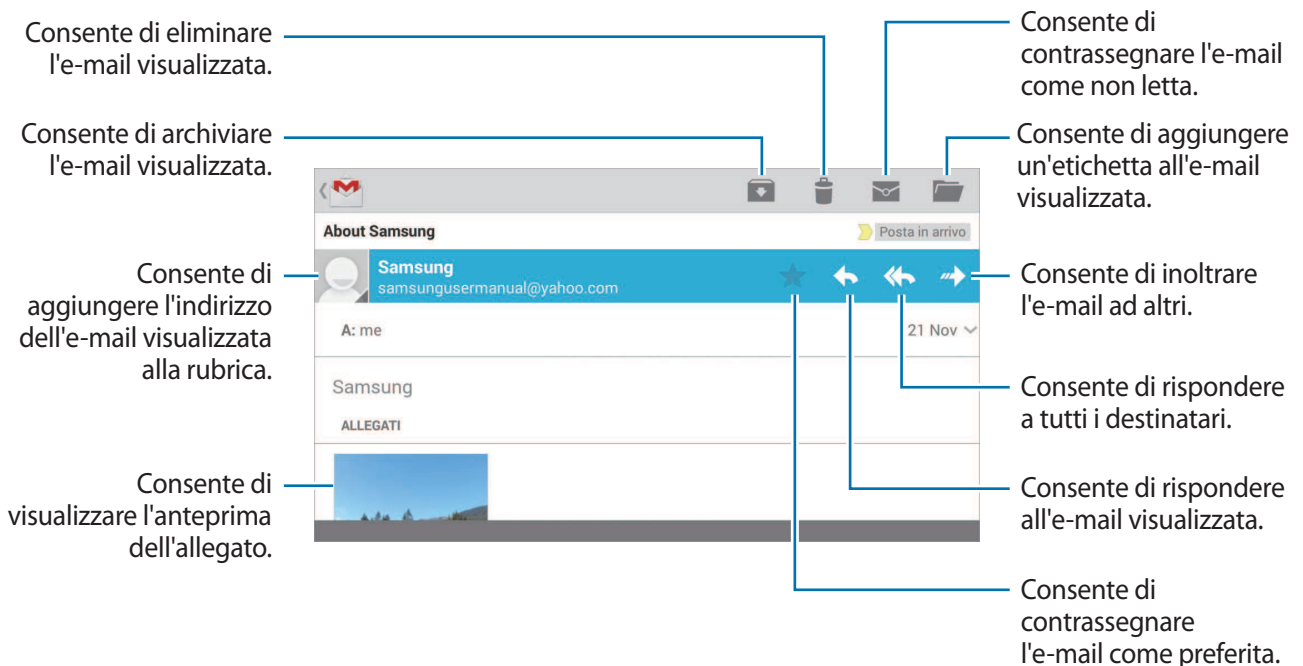 Consente di eliminare
l'e-mail visualizzata.
Consente di archiviare
l'e-mail visualizzata.
Consente di
aggiungere l'indirizzo
dell'e-mail visualizzata
alla rubrica.
Consente di
visualizzare l'anteprima
dell'allegato.
About Samsung
Posta in arrivo
Samsung
samsungusermanual@yahoo.com
A: me
21 Nov
Samsung
ALLEGATI
Consente di
contrassegnare l'e-mail
come non letta.
Consente di aggiungere
un'etichetta all'e-mail
visualizzata.
Consente di inoltrare
l'e-mail ad altri.
Consente di rispondere
a tutti i destinatari.
Consente di rispondere
all'e-mail visualizzata.
Consente di
contrassegnare
l'e-mail come preferita.